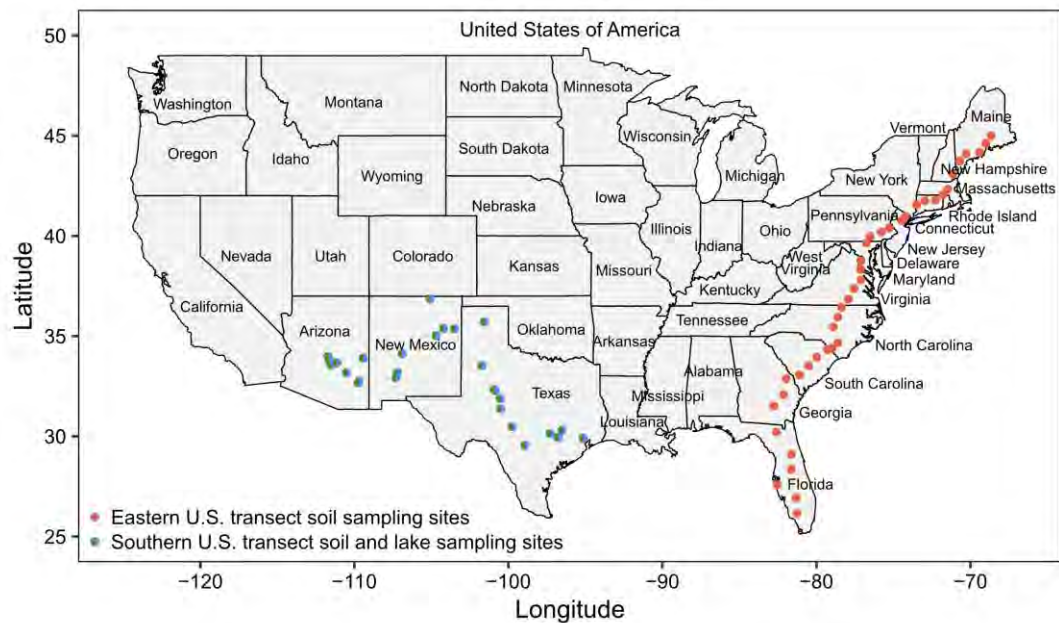 United States of America
50
45
40
35
30
25
Latitude
Washington
Montana
North Dakota
Minnesota
Maine
Vermont
Oregon
Idaho
South Dakota
Wisconsin
Michigan
New Hampshire
Wyoming
New York
Massachusetts
Nebraska
Iowa
Pennsylvania
Rhode Island
Connecticut
Nevada
Utah
Colorado
Illinois
Indiana
Ohio
New Jersey
Kansas
Missouri
West
Virginia
Delaware
Maryland
California
Kentucky
Virginia
Arizona
New Mexico
Oklahoma
Tennessee
Arkansas
North Carolina
Texas
Alabama
Mississippi
South Carolina
Louisiana
Georgia
Florida
Eastern U.S. transect soil sampling sites
Southern U.S. transect soil and lake sampling sites
−120
−110
−100
−90
−80
−70
Longitude